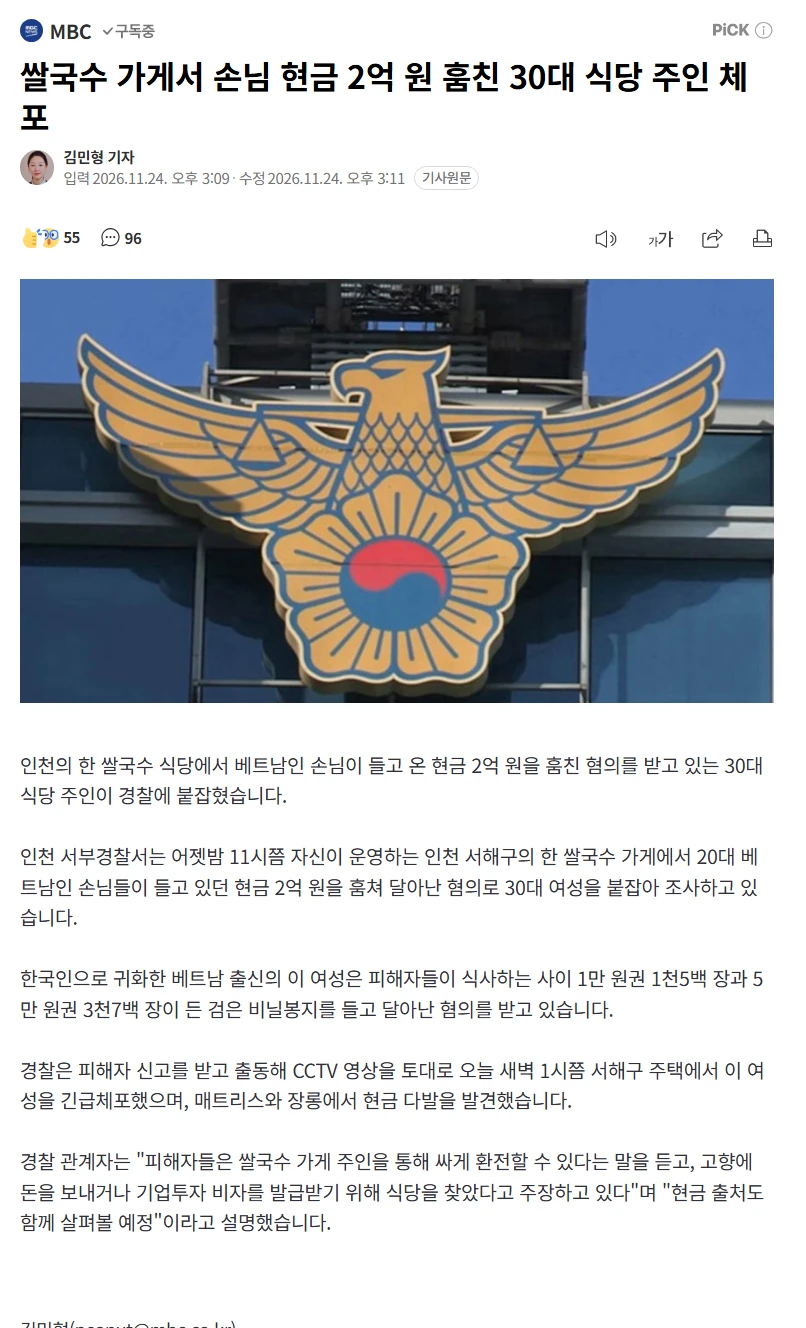 MBC 구독중
PiCK
쌀국수 가게서 손님 현금 2억 원 훔친 30대 식당 주인 체
포
김민형 기자
입력 2026.11.24. 오후 3:09 · 수정 2026.11.24. 오후 3:11 기사원문
55 96
가가
인천의 한 쌀국수 식당에서 베트남인 손님이 들고 온 현금 2억 원을 훔친 혐의를 받고 있는 30대
식당 주인이 경찰에 붙잡혔습니다.
인천 서부경찰서는 어젯밤 11시쯤 자신이 운영하는 인천 서해구의 한 쌀국수 가게에서 20대 베
트남인 손님들이 들고 있던 현금 2억 원을 훔쳐 달아난 혐의로 30대 여성을 붙잡아 조사하고 있
습니다.
한국인으로 귀화한 베트남 출신의 이 여성은 피해자들이 식사하는 사이 1만 원권 1천5백 장과 5
만 원권 3천7백 장이 든 검은 비닐봉지를 들고 달아난 혐의를 받고 있습니다.
경찰은 피해자 신고를 받고 출동해 CCTV 영상을 토대로 오늘 새벽 1시쯤 서해구 주택에서 이 여
성을 긴급체포했으며, 매트리스와 장롱에서 현금 다발을 발견했습니다.
경찰 관계자는 "피해자들은 쌀국수 가게 주인을 통해 싸게 환전할 수 있다는 말을 듣고, 고향에
돈을 보내거나 기업투자 비자를 발급받기 위해 식당을 찾았다고 주장하고 있다"며 "현금 출처도
함께 살펴볼 예정"이라고 설명했습니다.